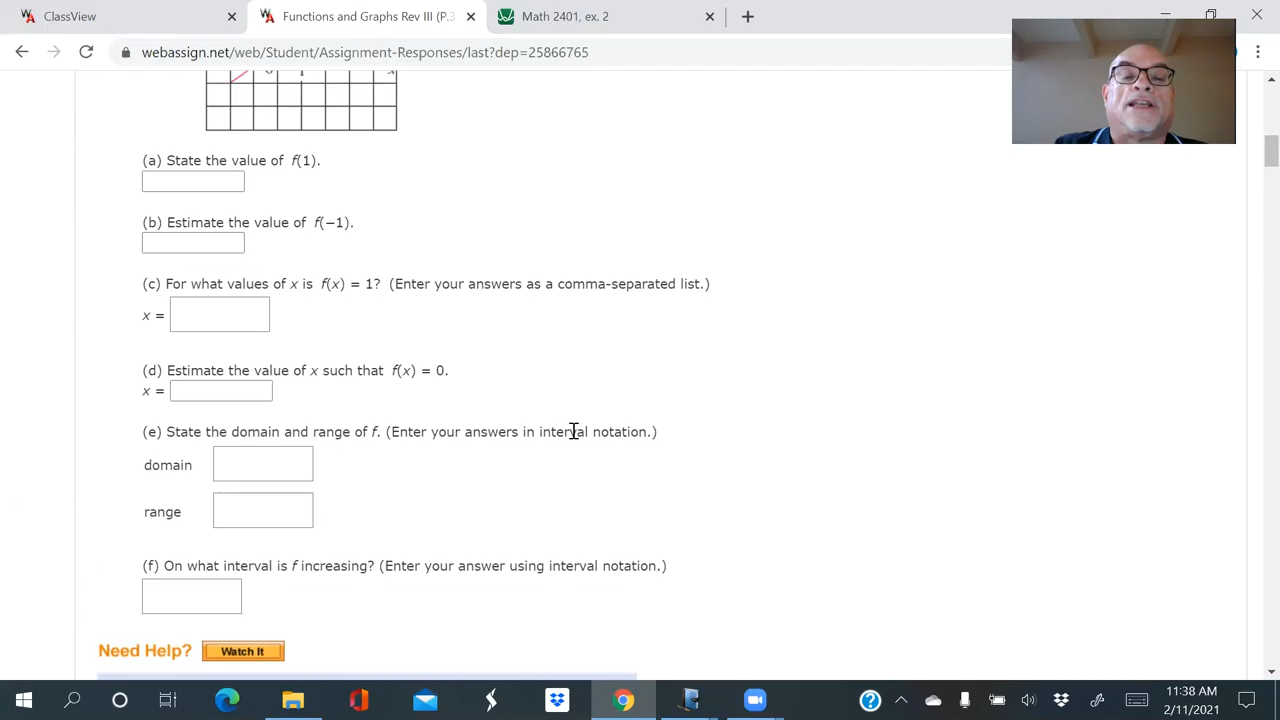 ClassView
Functions and Graphs Rev III (P.3
Math 2401, ex. 2
webassign.net/web/Student/Assignment-Responses/last?dep=25866765
(a) State the value of f(1).
(b) Estimate the value of f(−1).
(c) For what values of x is f(x) = 1? (Enter your answers as a comma-separated list.)
x =
(d) Estimate the value of x such that f(x) = 0.
x =
(e) State the domain and range of f. (Enter your answers in interval notation.)
domain
range
(f) On what interval is f increasing? (Enter your answer using interval notation.)
Need Help? Watch It
11:38 AM
2/11/2021